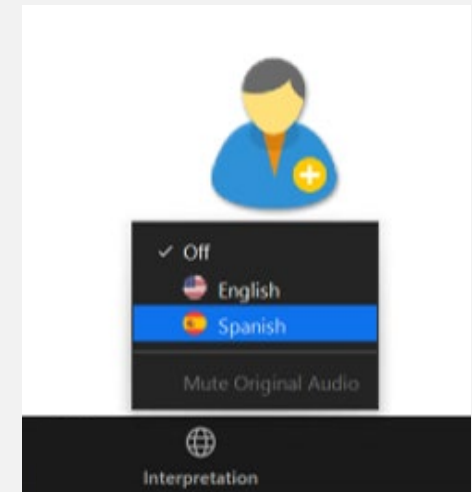 Off
English
Spanish
Mute Original Audio
Interpretation